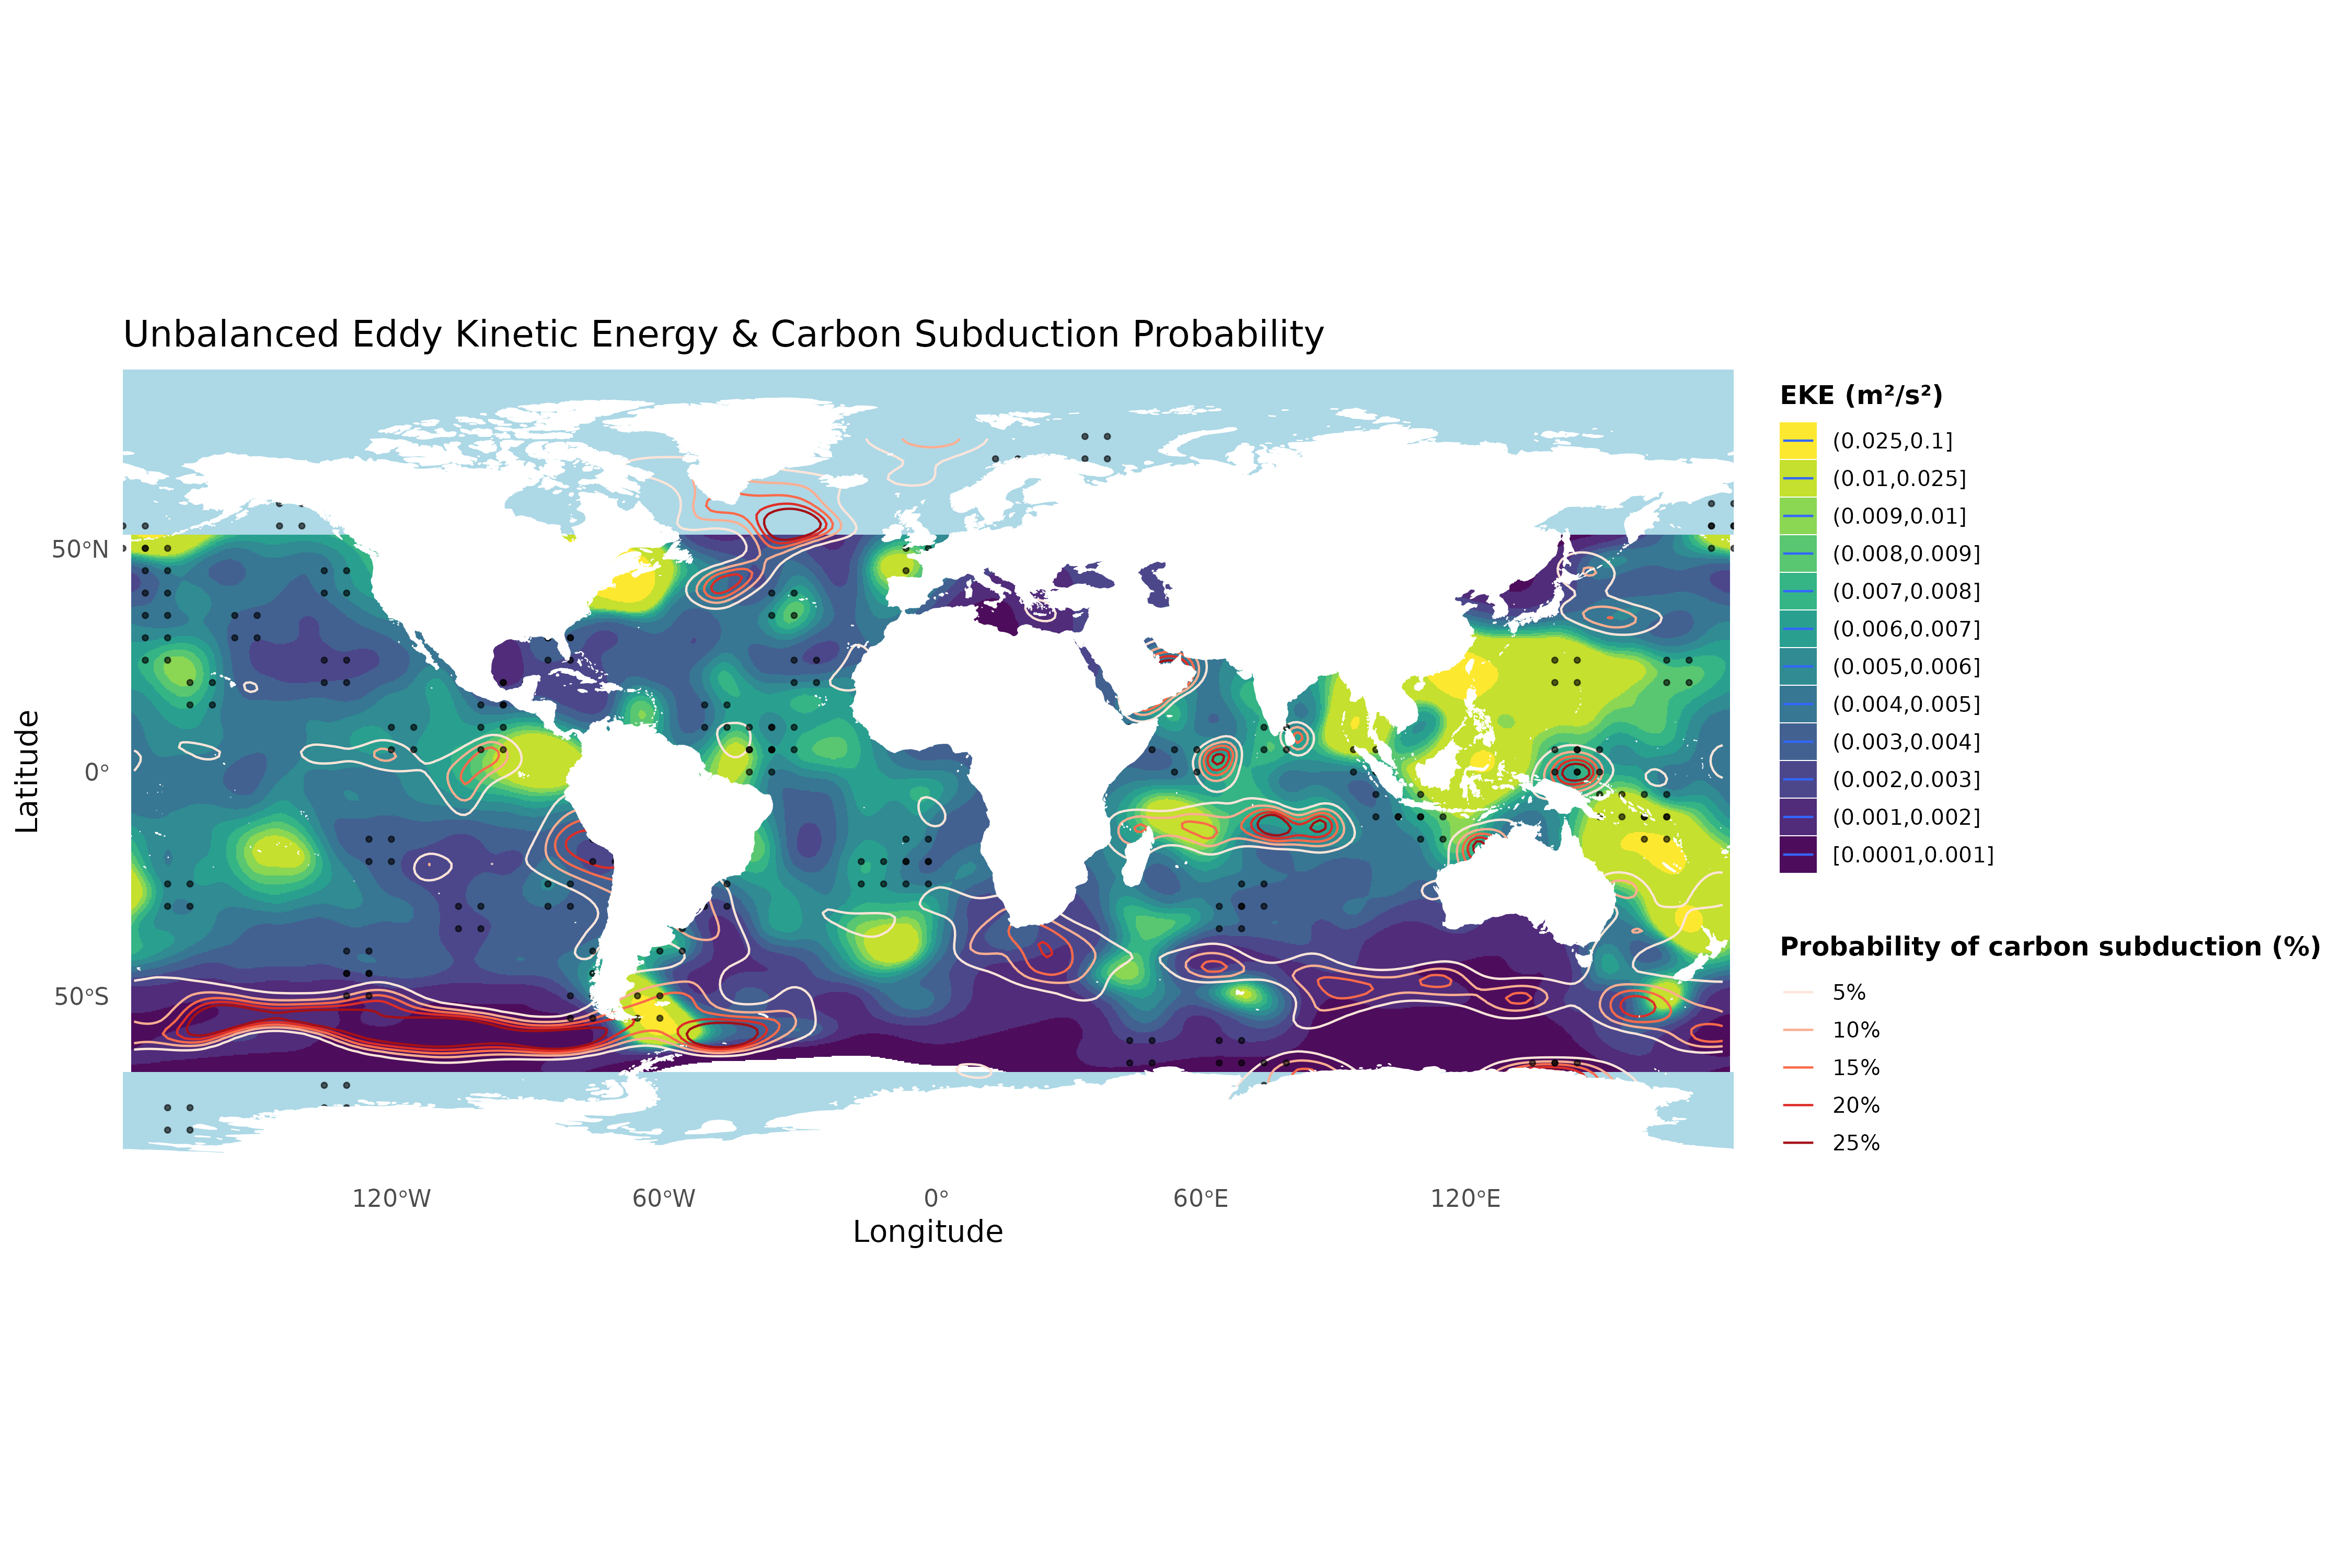 Unbalanced Eddy Kinetic Energy & Carbon Subduction Probability
EKE (m²/s²)
(0.025,0.1]
(0.01,0.025]
(0.009,0.01]
(0.008,0.009]
(0.007,0.008]
(0.006,0.007]
(0.005,0.006]
(0.004,0.005]
(0.003,0.004]
(0.002,0.003]
(0.001,0.002]
[0.0001,0.001]
Probability of carbon subduction (%)
5%
10%
15%
20%
25%
Latitude
50°N
0°
50°S
120°W
60°W
0°
60°E
120°E
Longitude